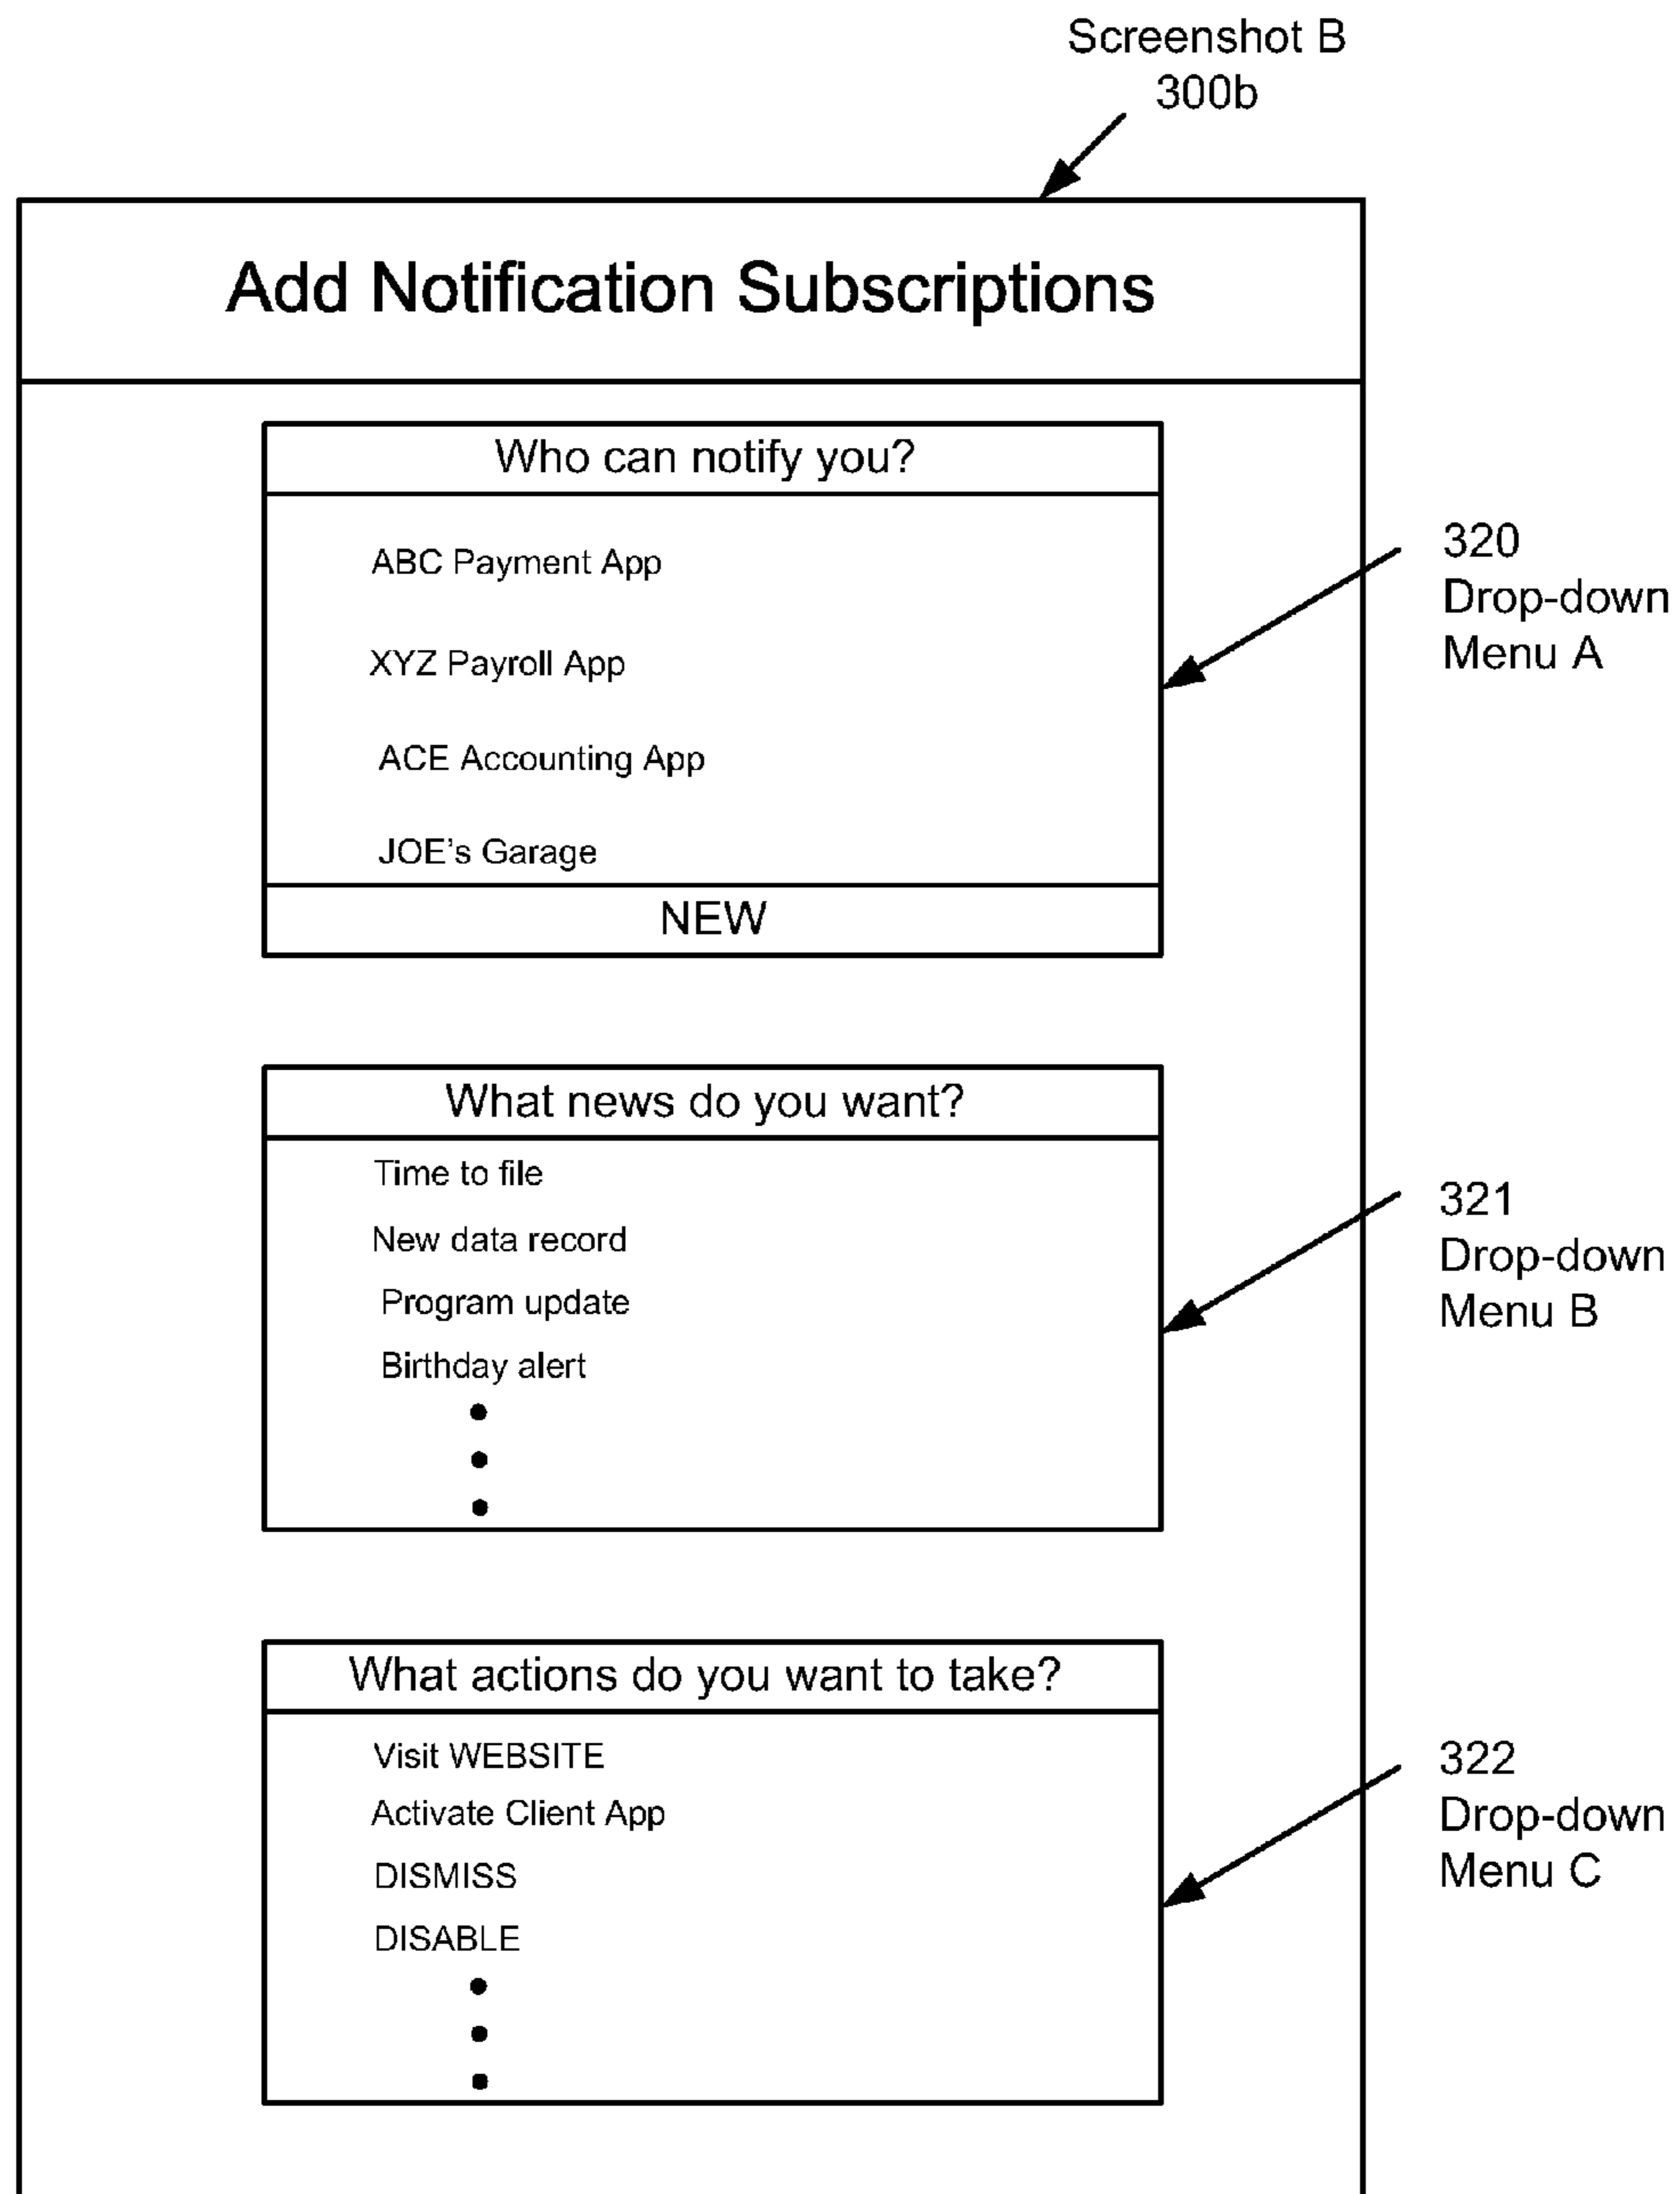 Screenshot B
300b
Add Notification Subscriptions
Who can notify you?
ABC Payment App
XYZ Payroll App
ACE Accounting App
JOE's Garage
NEW
320
Drop-down
Menu A
What news do you want?
Time to file
New data record
Program update
Birthday alert
321
Drop-down
Menu B
What actions do you want to take?
Visit WEBSITE
Activate Client App
DISMISS
DISABLE
322
Drop-down
Menu C